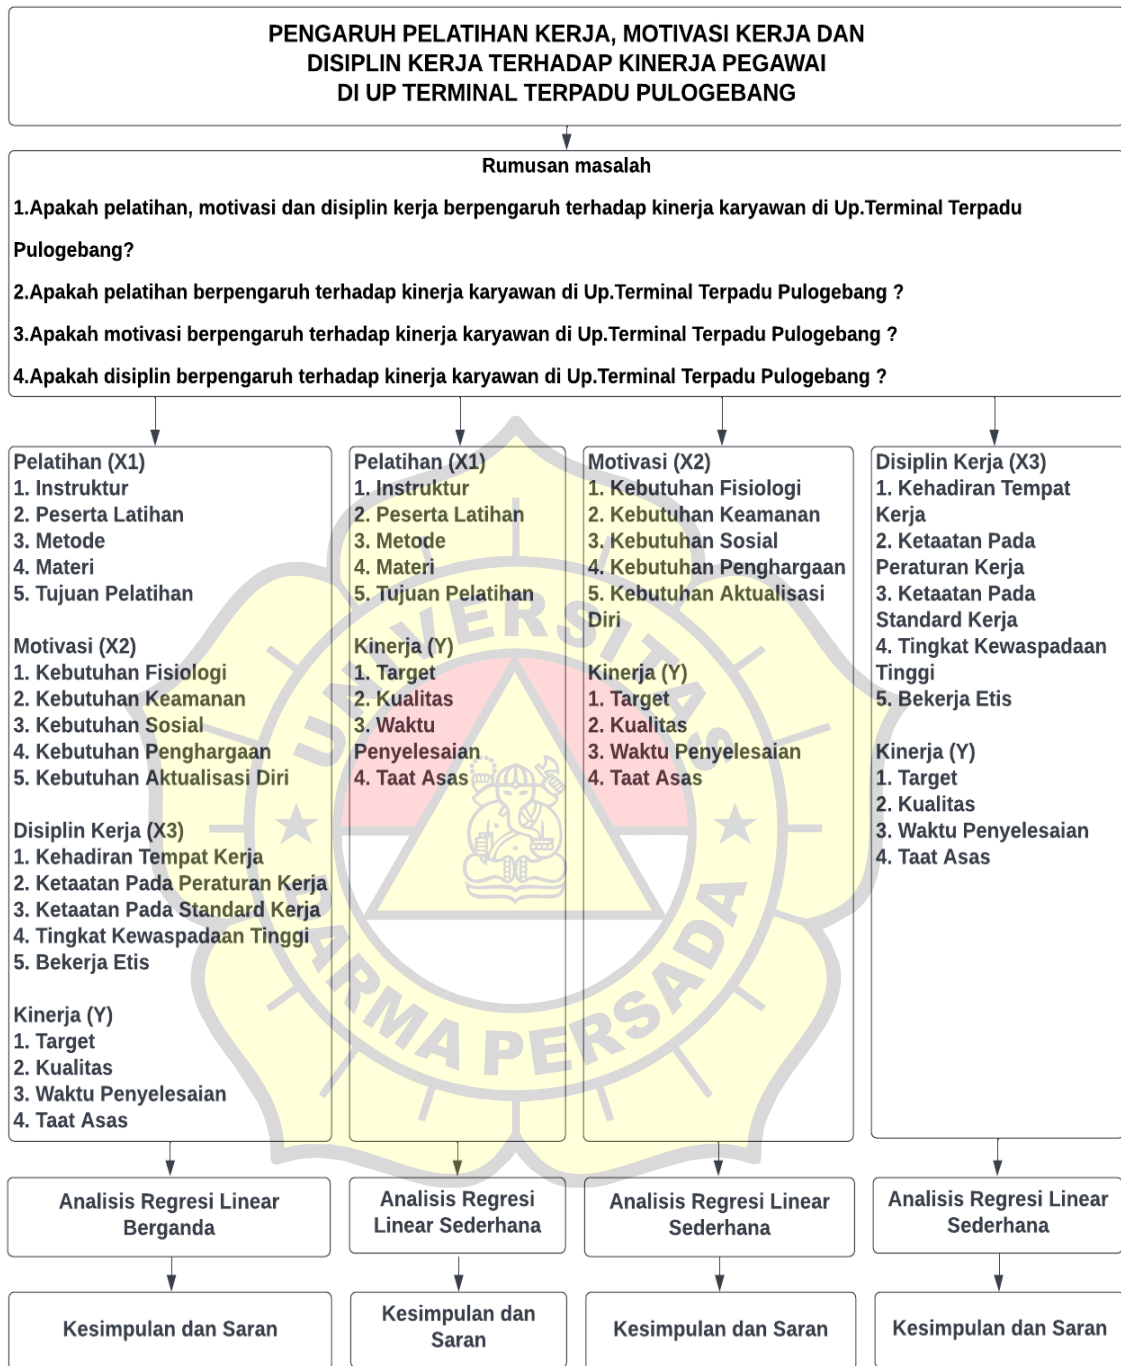 PENGARUH PELATIHAN KERJA, MOTIVASI KERJA DAN
DISIPLIN KERJA TERHADAP KINERJA PEGAWAI
DI UP TERMINAL TERPADU PULOGEBANG
Rumusan masalah
1.Apakah pelatihan, motivasi dan disiplin kerja berpengaruh terhadap kinerja karyawan di Up.Terminal Terpadu
Pulogebang?
2.Apakah pelatihan berpengaruh terhadap kinerja karyawan di Up.Terminal Terpadu Pulogebang ?
3.Apakah motivasi berpengaruh terhadap kinerja karyawan di Up.Terminal Terpadu Pulogebang ?
4.Apakah disiplin berpengaruh terhadap kinerja karyawan di Up.Terminal Terpadu Pulogebang ?
Pelatihan (X1)
1. Instruktur
2. Peserta Latihan
3. Metode
4. Materi
5. Tujuan Pelatihan
Motivasi (X2)
1. Kebutuhan Fisiologi
2. Kebutuhan Keamanan
3. Kebutuhan Sosial
4. Kebutuhan Penghargaan
5. Kebutuhan Aktualisasi Diri
Disiplin Kerja (X3)
1. Kehadiran Tempat Kerja
2. Ketaatan Pada Peraturan Kerja
3. Ketaatan Pada Standard Kerja
4. Tingkat Kewaspadaan Tinggi
5. Bekerja Etis
Kinerja (Y)
1. Target
2. Kualitas
3. Waktu Penyelesaian
4. Taat Asas
Pelatihan (X1)
1. Instruktur
2. Peserta Latihan
3. Metode
4. Materi
5. Tujuan Pelatihan
Kinerja (Y)
1. Target
2. Kualitas
3. Waktu
Penyelesaian
4. Taat Asas
Motivasi (X2)
1. Kebutuhan Fisiologi
2. Kebutuhan Keamanan
3. Kebutuhan Sosial
4. Kebutuhan Penghargaan
5. Kebutuhan Aktualisasi
Diri
Kinerja (Y)
1. Target
2. Kualitas
3. Waktu Penyelesaian
4. Taat Asas
Disiplin Kerja (X3)
1. Kehadiran Tempat
Kerja
2. Ketaatan Pada
Peraturan Kerja
3. Ketaatan Pada
Standard Kerja
4. Tingkat Kewaspadaan
Tinggi
5. Bekerja Etis
Kinerja (Y)
1. Target
2. Kualitas
3. Waktu Penyelesaian
4. Taat Asas
UNIVERSITAS
DARMA PERSADA
Analisis Regresi Linear
Berganda
Analisis Regresi
Linear Sederhana
Analisis Regresi Linear
Sederhana
Analisis Regresi Linear
Sederhana
Kesimpulan dan Saran
Kesimpulan dan
Saran
Kesimpulan dan Saran
Kesimpulan dan Saran